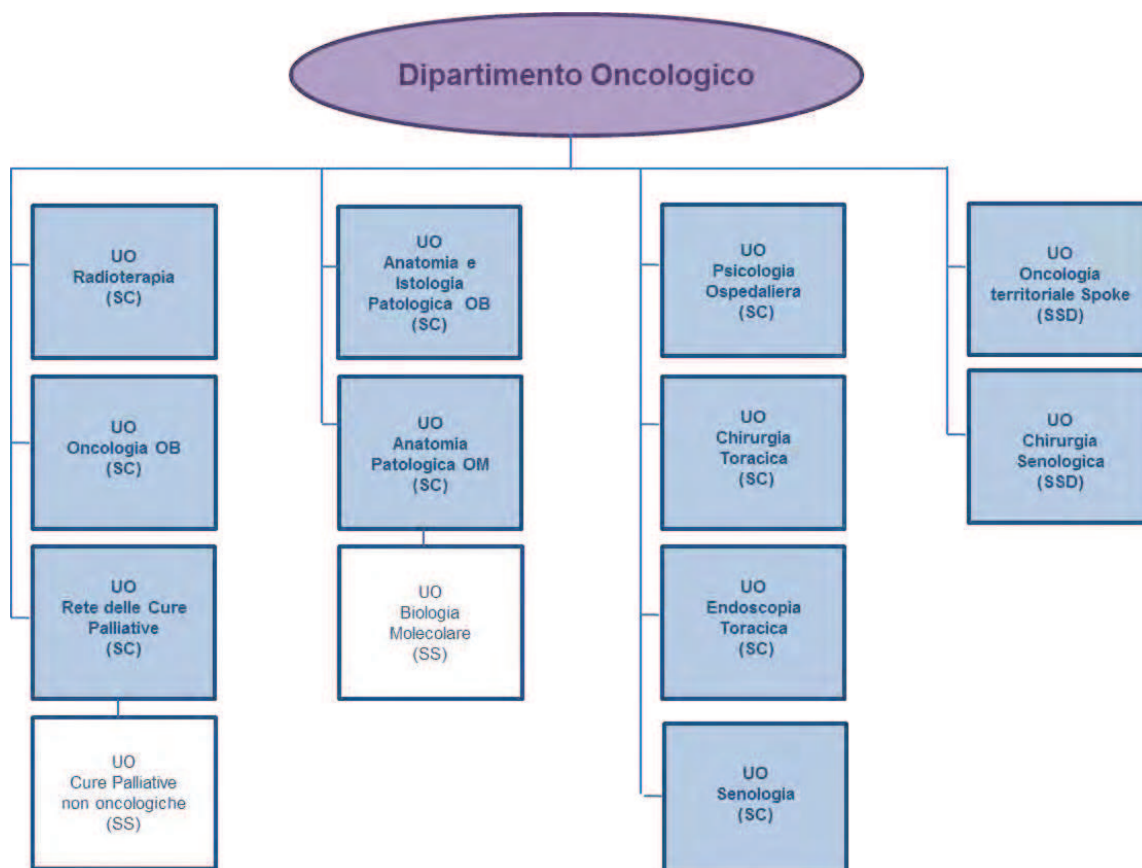 Dipartimento Oncologico
UO
Radioterapia
(SC)
UO
Oncologia OB
(SC)
UO
Rete delle Cure
Palliative
(SC)
UO
Cure Palliative
non oncologiche
(SS)
UO
Anatomia e
Istologia
Patologica OB
(SC)
UO
Anatomia
Patologica OM
(SC)
UO
Biologia
Molecolare
(SS)
UO
Psicologia
Ospedaliera
(SC)
UO
Chirurgia
Toracica
(SC)
UO
Endoscopia
Toracica
(SC)
UO
Senologia
(SC)
UO
Oncologia
territoriale Spoke
(SSD)
UO
Chirurgia
Senologica
(SSD)